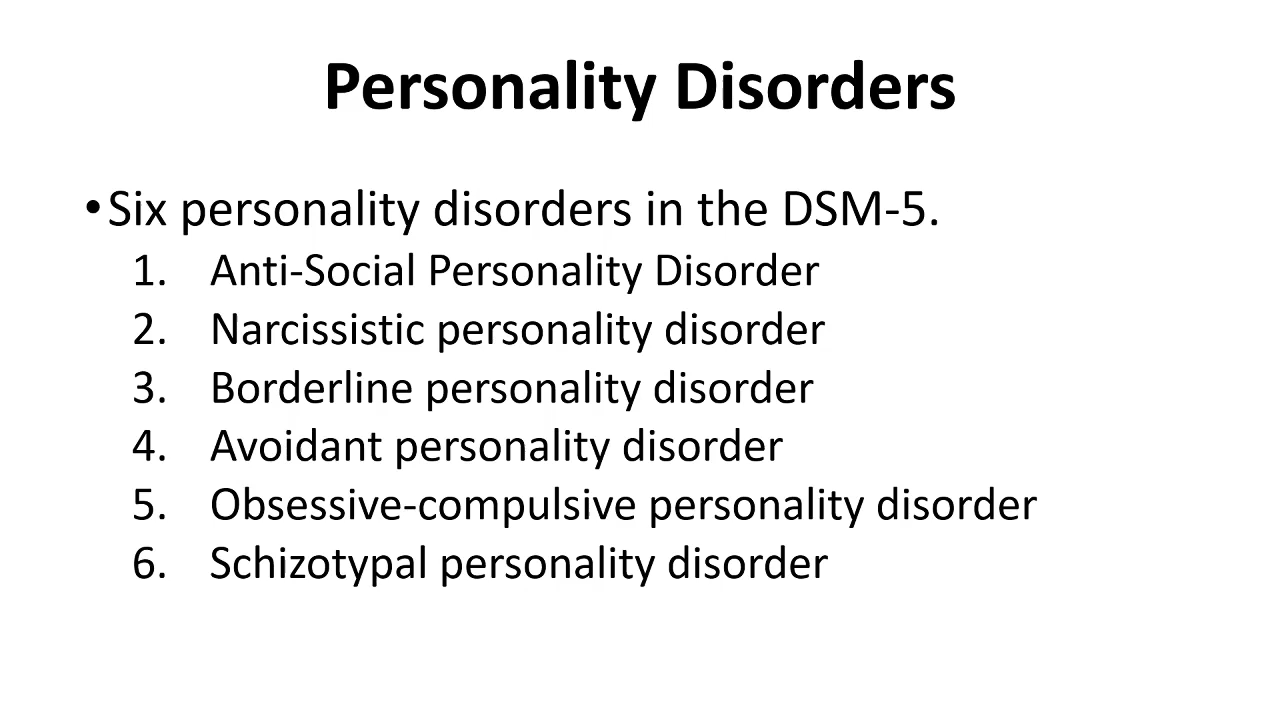 Personality Disorders
•Six personality disorders in the DSM-5.
1. Anti-Social Personality Disorder
2. Narcissistic personality disorder
3. Borderline personality disorder
4. Avoidant personality disorder
5. Obsessive-compulsive personality disorder
6. Schizotypal personality disorder